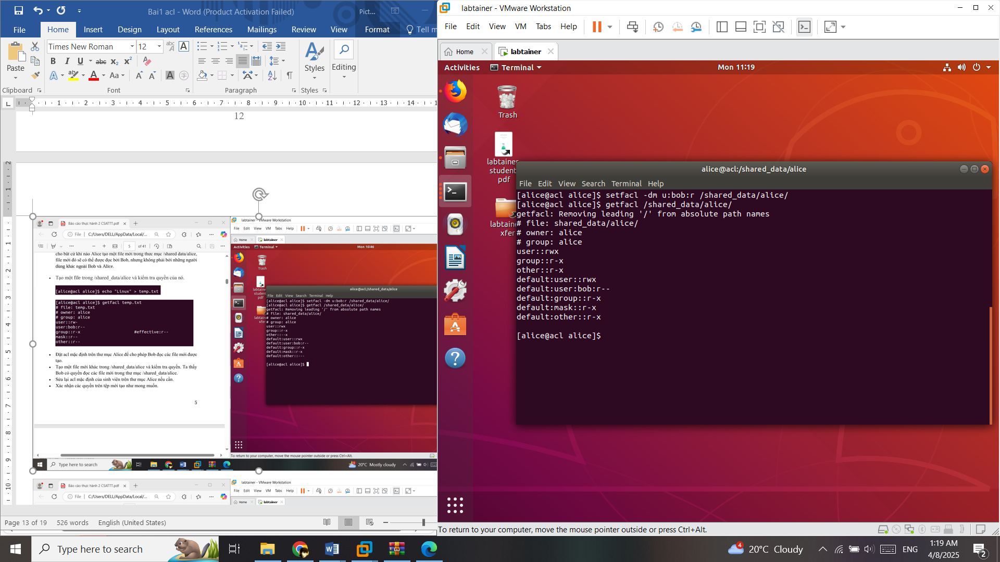 Bai1 acl - Word (Product Activation Failed)
Pict...
File
Home
Insert
Design
Layout
References
Mailings
Review
View
Format
Tell m
Paste
Times New Roman
12
Styles
Editing
Clipboard
Font
Paragraph
Styles
12
Báo cáo thực hành 2 CSATTT.pdf
File
C:/Users/DELL/AppData/Local/...
5
of 41
cho bất cứ khi nào Alice tạo một file mới trong thư mục /shared data/alice,
file mới đó sẽ có thể được đọc bởi Bob, nhưng không phải bởi những người
dùng khác ngoài Bob và Alice.
• Tạo một file trong /shared_data/alice và kiểm tra quyền của nó.
[alice@acl alice]$ echo "Linux" > temp.txt
[alice@acl alice]$ getfacl temp.txt
# file: temp.txt
# owner: alice
# group: alice
user::rw-
user:bob:r--
group::r-x #effective:r--
mask::r--
other::r--
• Đặt acl mặc định trên thư mục Alice để cho phép Bob đọc các file mới được
tạo.
• Tạo một file mới khác trong /shared_data/alice và kiểm tra quyền. Ta thấy
Bob có quyền đọc các file mới trong thư mục /shared_data/alice.
• Sửa lại acl mặc định của sinh viên trên thư mục Alice nếu cần.
• Xác nhận các quyền trên tệp mới tạo như mong muốn.
5
labtainer - VMware Workstation
File Edit View VM Tabs Help
Home
labtainer
Activities
Terminal
Mon 10:46
Trash
labtainer
student
pdf
labtainer
xfer
alice@acl:/shared_data/alice
File Edit View Search Terminal Help
[alice@acl alice]$ setfacl -dm u:bob:r /shared_data/alice/
[alice@acl alice]$ getfacl /shared_data/alice/
getfacl: Removing leading '/' from absolute path names
# file: shared_data/alice/
# owner: alice
# group: alice
user::rwx
group::r-x
other::--x
default:user::rwx
default:user:bob:r--
default:group::r-x
default:mask::r-x
default:other::---
[alice@acl alice]$
To return to your computer, move the mouse pointer outside or press Ctrl+Alt.
Type here to search
20°C Mostly cloudy
Báo cáo thực hành 2 CSATTT.pdf
File
C:/Users/DELL/AppData/Local/...
labtainer - VMware Workstation
File Edit View VM Tabs Help
Home
labtainer
Page 13 of 19
526 words
English (United States)
labtainer - VMware Workstation
File Edit View VM Tabs Help
Home
labtainer
Activities
Terminal
Mon 11:19
Trash
labtainer
student
pdf
labtaine
xfer
alice@acl:/shared_data/alice
File Edit View Search Terminal Help
[alice@acl alice]$ setfacl -dm u:bob:r /shared_data/alice/
[alice@acl alice]$ getfacl /shared_data/alice/
getfacl: Removing leading '/' from absolute path names
# file: shared_data/alice/
# owner: alice
# group: alice
user::rwx
group::r-x
other::r-x
default:user::rwx
default:user:bob:r--
default:group::r-x
default:mask::r-x
default:other::r-x
[alice@acl alice]$
To return to your computer, move the mouse pointer outside or press Ctrl+Alt.
Type here to search
4
20°C Cloudy
ENG
1:19 AM
4/8/2025
2